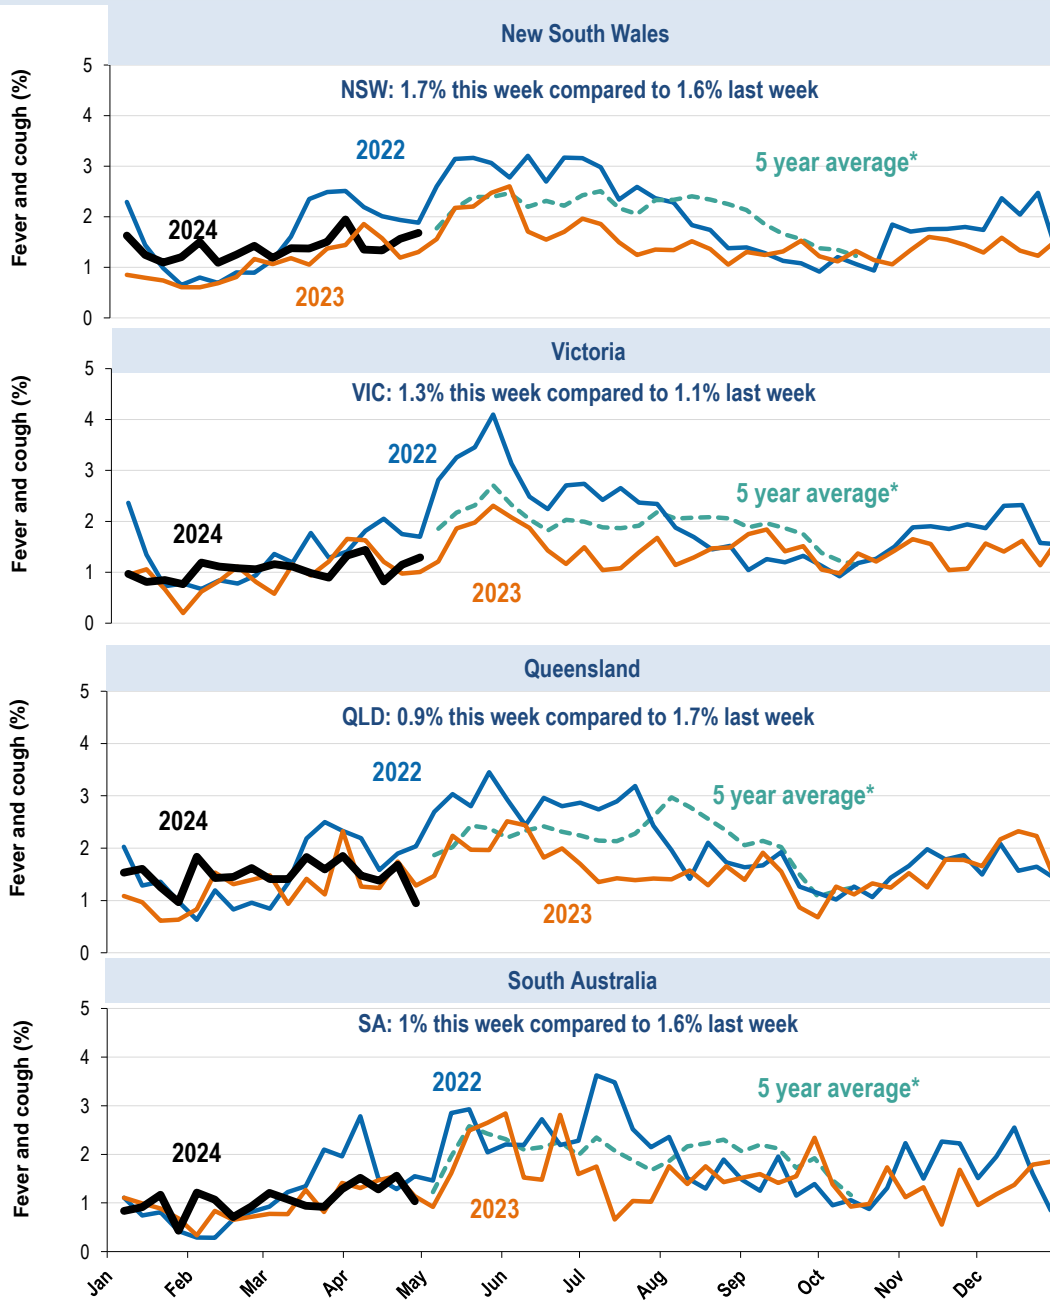 New South Wales
Fever and cough (%)
5
4
3
2
1
0
NSW: 1.7% this week compared to 1.6% last week
2022
5 year average*
2024
2023
Victoria
Fever and cough (%)
5
4
3
2
1
0
VIC: 1.3% this week compared to 1.1% last week
2022
5 year average*
2024
2023
Queensland
Fever and cough (%)
5
4
3
2
1
0
QLD: 0.9% this week compared to 1.7% last week
2022
5 year average*
2024
2023
South Australia
Fever and cough (%)
5
4
3
2
1
0
SA: 1% this week compared to 1.6% last week
2022
5 year average*
2024
2023
Jan
Feb
Mar
Apr
May
Jun
Jul
Aug
Sep
Oct
Nov
Dec